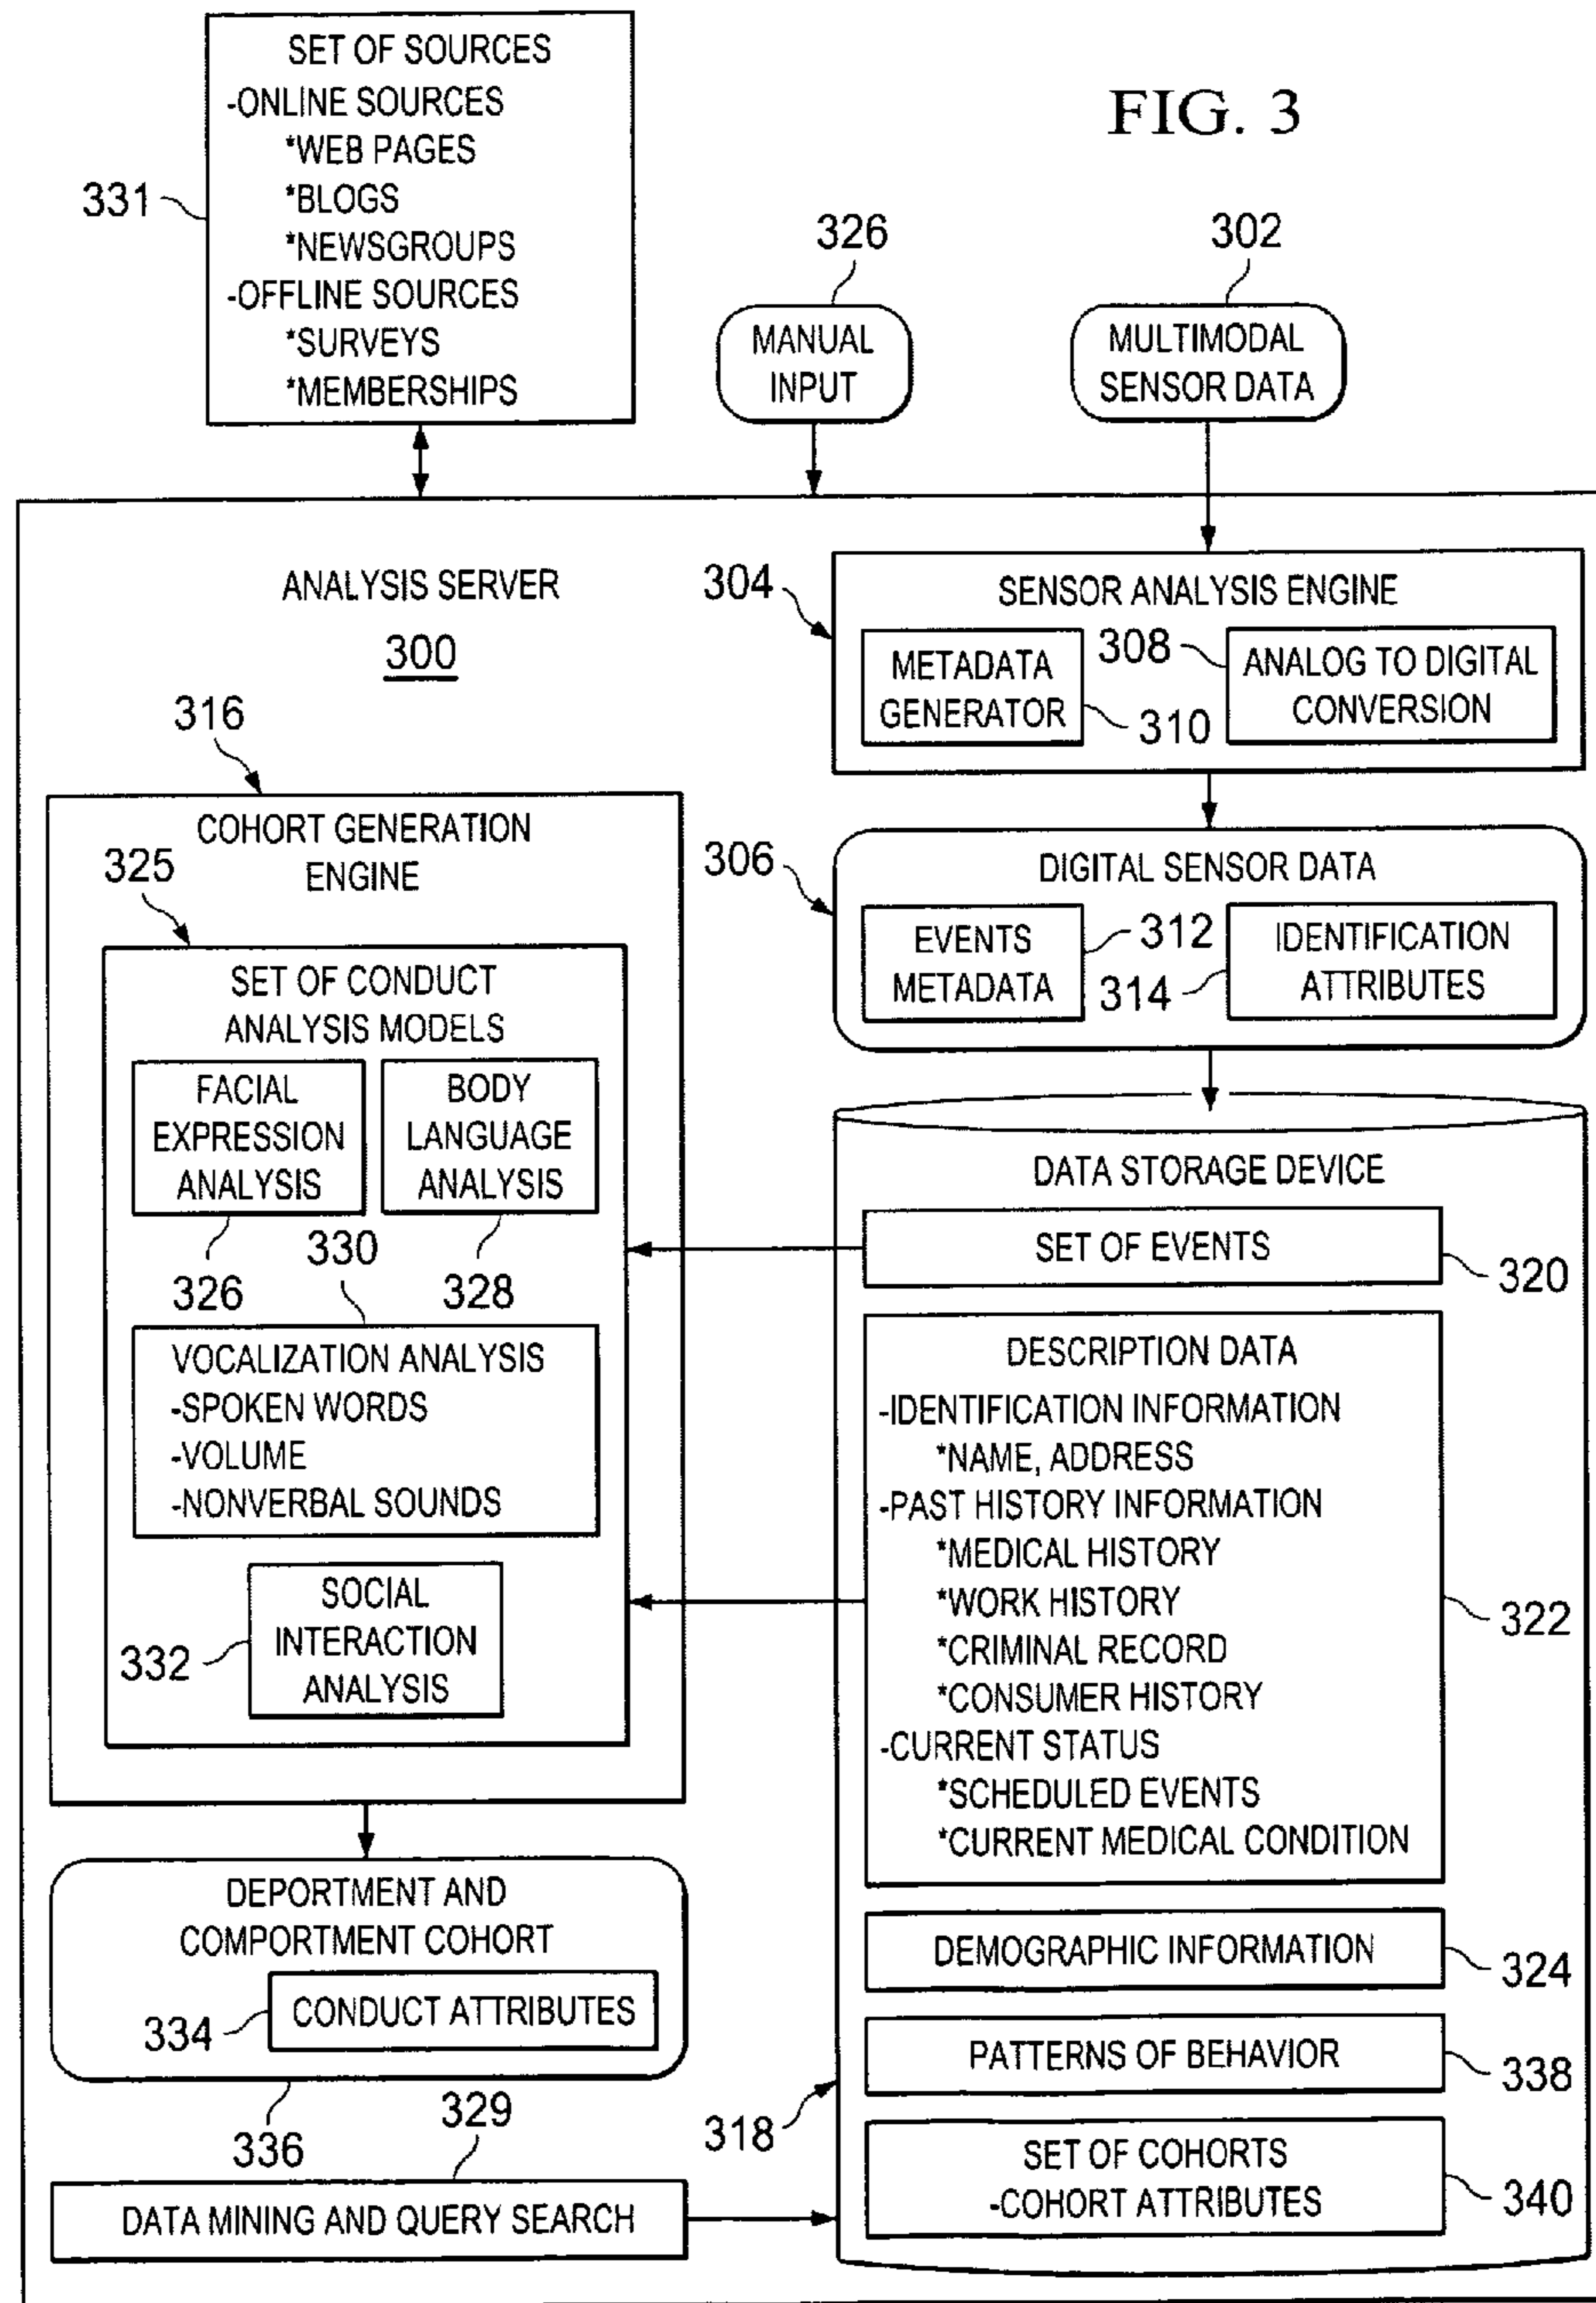 FIG. 3
SET OF SOURCES
-ONLINE SOURCES
*WEB PAGES
*BLOGS
*NEWSGROUPS
-OFFLINE SOURCES
*SURVEYS
*MEMBERSHIPS
331
326
MANUAL
INPUT
302
MULTIMODAL
SENSOR DATA
ANALYSIS SERVER
300
304
SENSOR ANALYSIS ENGINE
METADATA
GENERATOR
310
308
ANALOG TO DIGITAL
CONVERSION
306
DIGITAL SENSOR DATA
EVENTS
METADATA
312
314
IDENTIFICATION
ATTRIBUTES
316
COHORT GENERATION
ENGINE
325
SET OF CONDUCT
ANALYSIS MODELS
FACIAL
EXPRESSION
ANALYSIS
326
BODY
LANGUAGE
ANALYSIS
328
330
VOCALIZATION ANALYSIS
-SPOKEN WORDS
-VOLUME
-NONVERBAL SOUNDS
332
SOCIAL
INTERACTION
ANALYSIS
DATA STORAGE DEVICE
SET OF EVENTS
320
DESCRIPTION DATA
-IDENTIFICATION INFORMATION
*NAME, ADDRESS
-PAST HISTORY INFORMATION
*MEDICAL HISTORY
*WORK HISTORY
*CRIMINAL RECORD
*CONSUMER HISTORY
-CURRENT STATUS
*SCHEDULED EVENTS
*CURRENT MEDICAL CONDITION
322
DEMOGRAPHIC INFORMATION
324
PATTERNS OF BEHAVIOR
338
318
SET OF COHORTS
-COHORT ATTRIBUTES
340
DEPORTMENT AND
COMPORTMENT COHORT
334
CONDUCT ATTRIBUTES
336
329
DATA MINING AND QUERY SEARCH